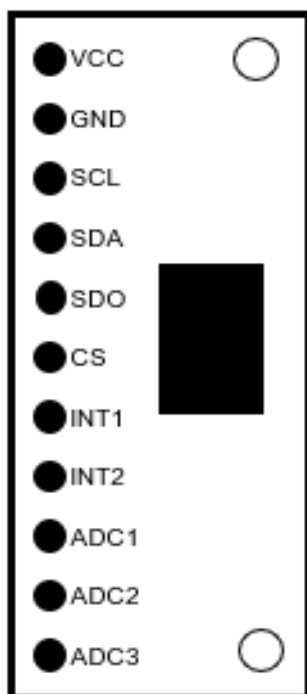 VCC
GND
SCL
SDA
SDO
CS
INT1
INT2
ADC1
ADC2
ADC3